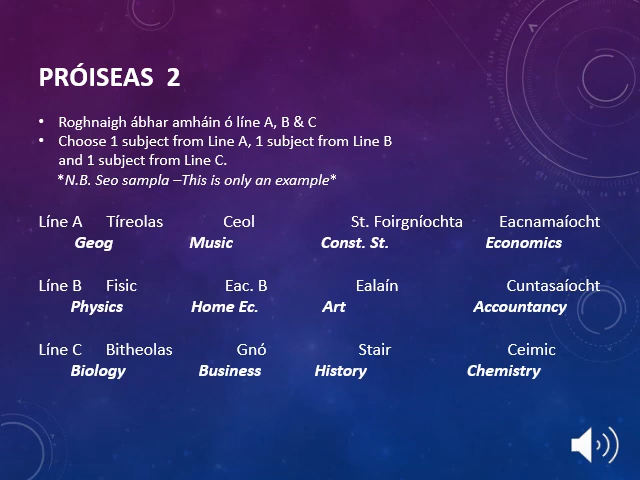 PRÓISEAS 2
• Roghnaigh ábhar amháin ó líne A, B & C
• Choose 1 subject from Line A, 1 subject from Line B
and 1 subject from Line C.
*N.B. Seo sampla –This is only an example*
Líne A Tíreolas Ceol St. Foirgníochta Eacnamaíocht
Geog Music Const. St. Economics
Líne B Fisic Eac. B Ealaín Cuntasaíocht
Physics Home Ec. Art Accountancy
Líne C Bitheolas Gnó Stair Ceimic
Biology Business History Chemistry